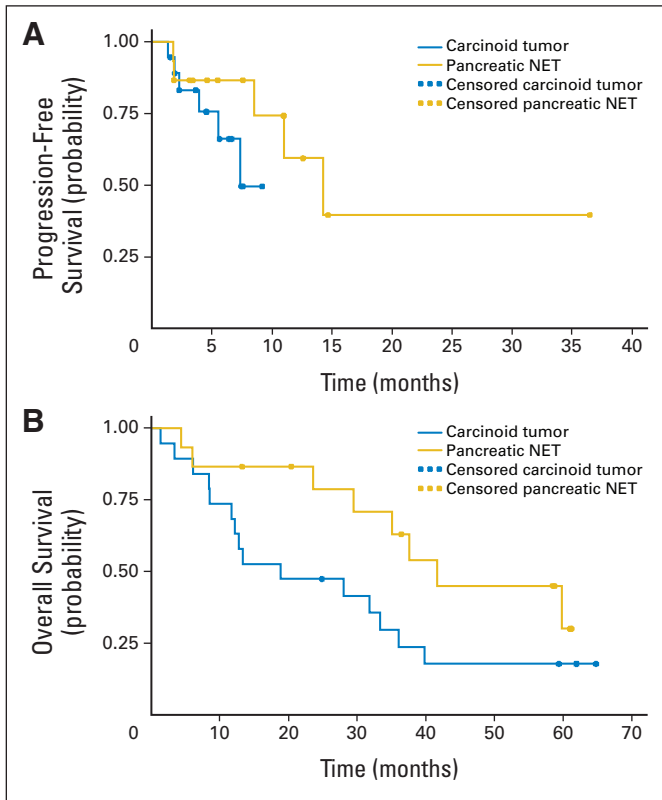 A
1.00
0.75
0.50
0.25
0
5
10
15
20
25
30
35
40
Progression-Free
Survival (probability)
Time (months)
Carcinoid tumor
Pancreatic NET
Censored carcinoid tumor
Censored pancreatic NET
B
1.00
0.75
0.50
0.25
0
10
20
30
40
50
60
70
Overall Survival
(probability)
Time (months)
Carcinoid tumor
Pancreatic NET
Censored carcinoid tumor
Censored pancreatic NET